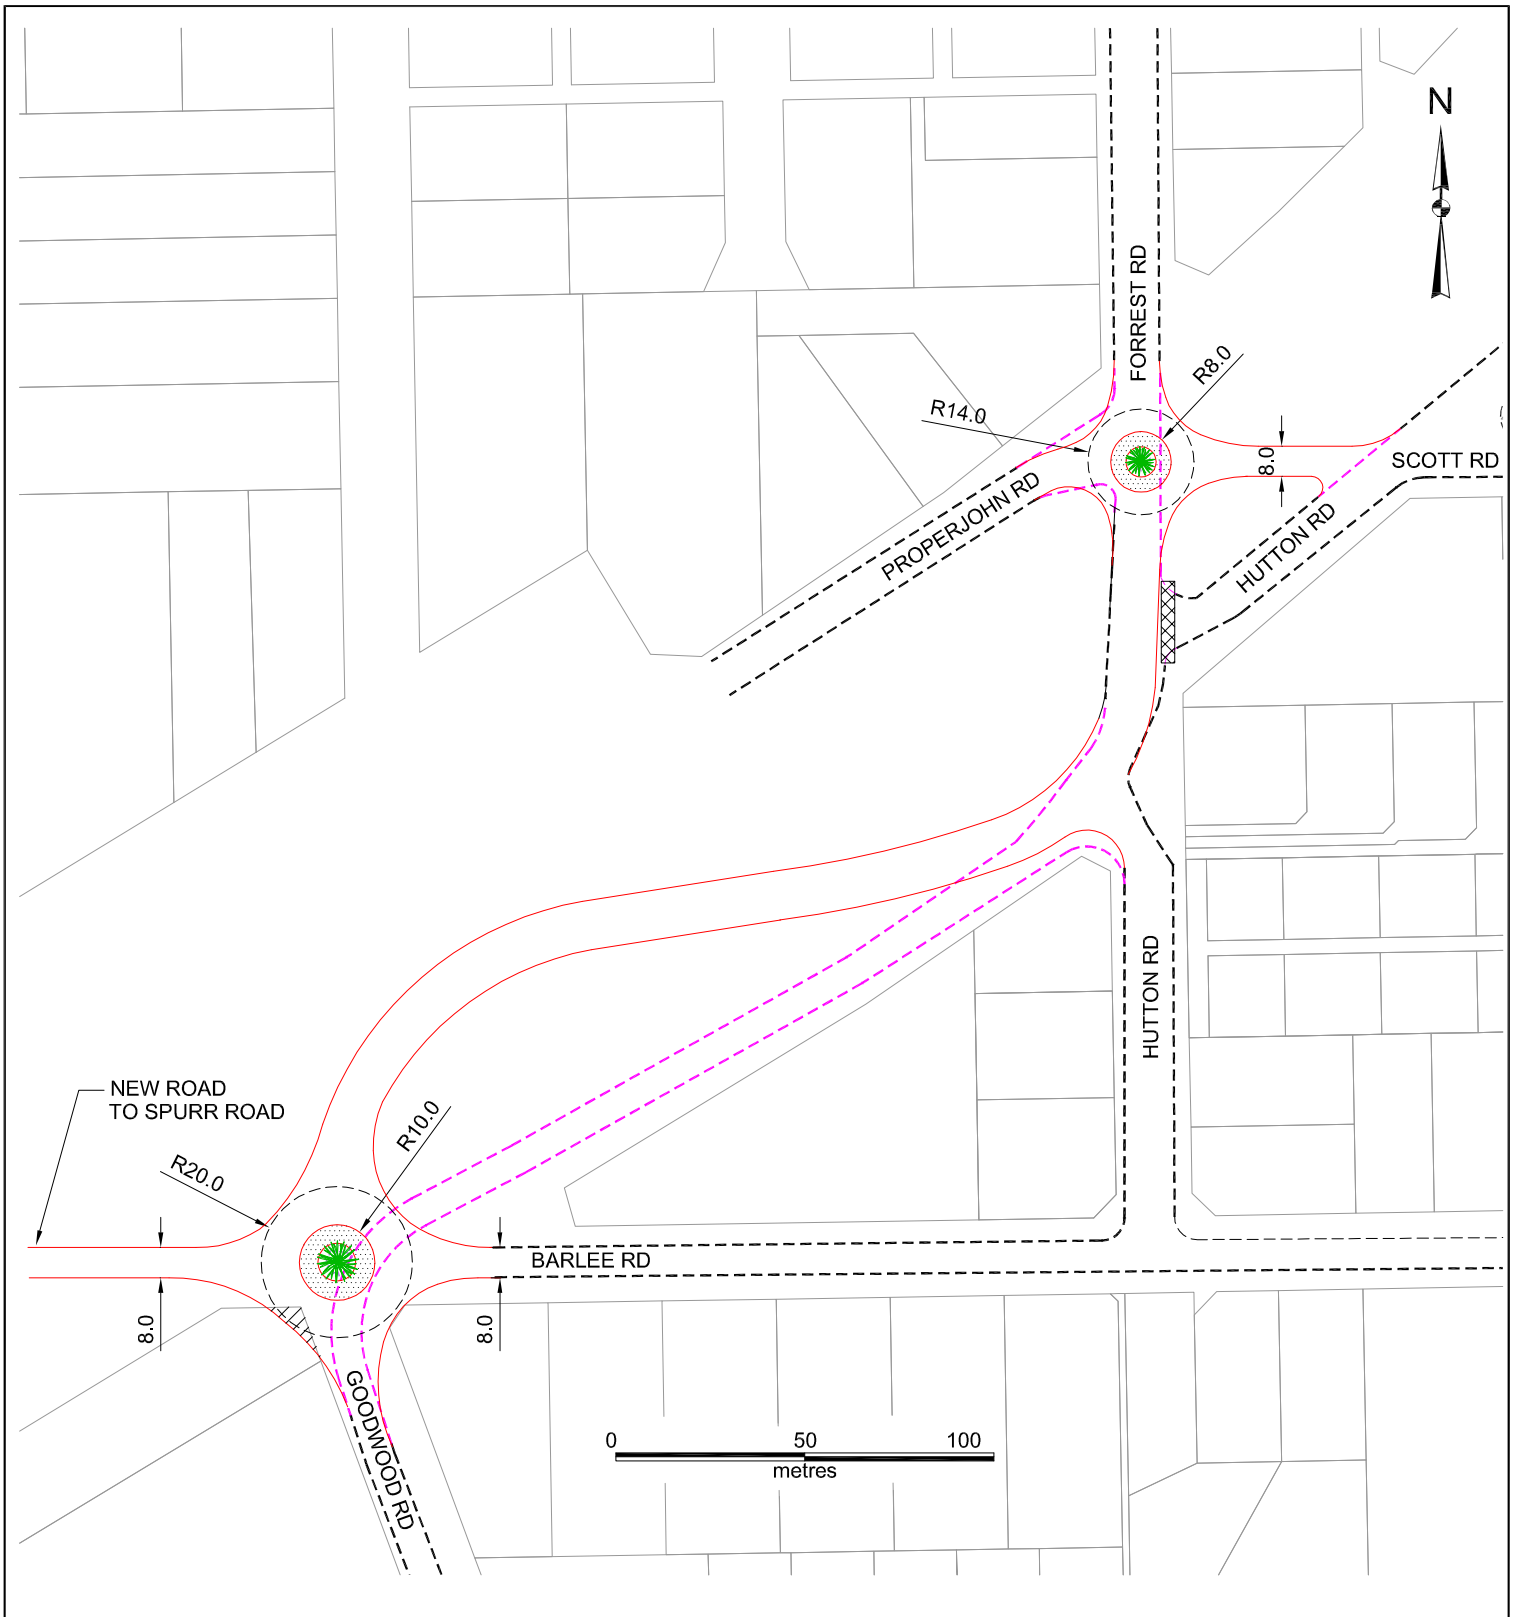 N
FORREST RD
R8.0
R14.0
8.0
SCOTT RD
PROPERJOHN RD
HUTTON RD
HUTTON RD
NEW ROAD
TO SPURR ROAD
R10.0
R20.0
BARLEE RD
8.0
8.0
GOODWOOD RD
0 50 100
metres